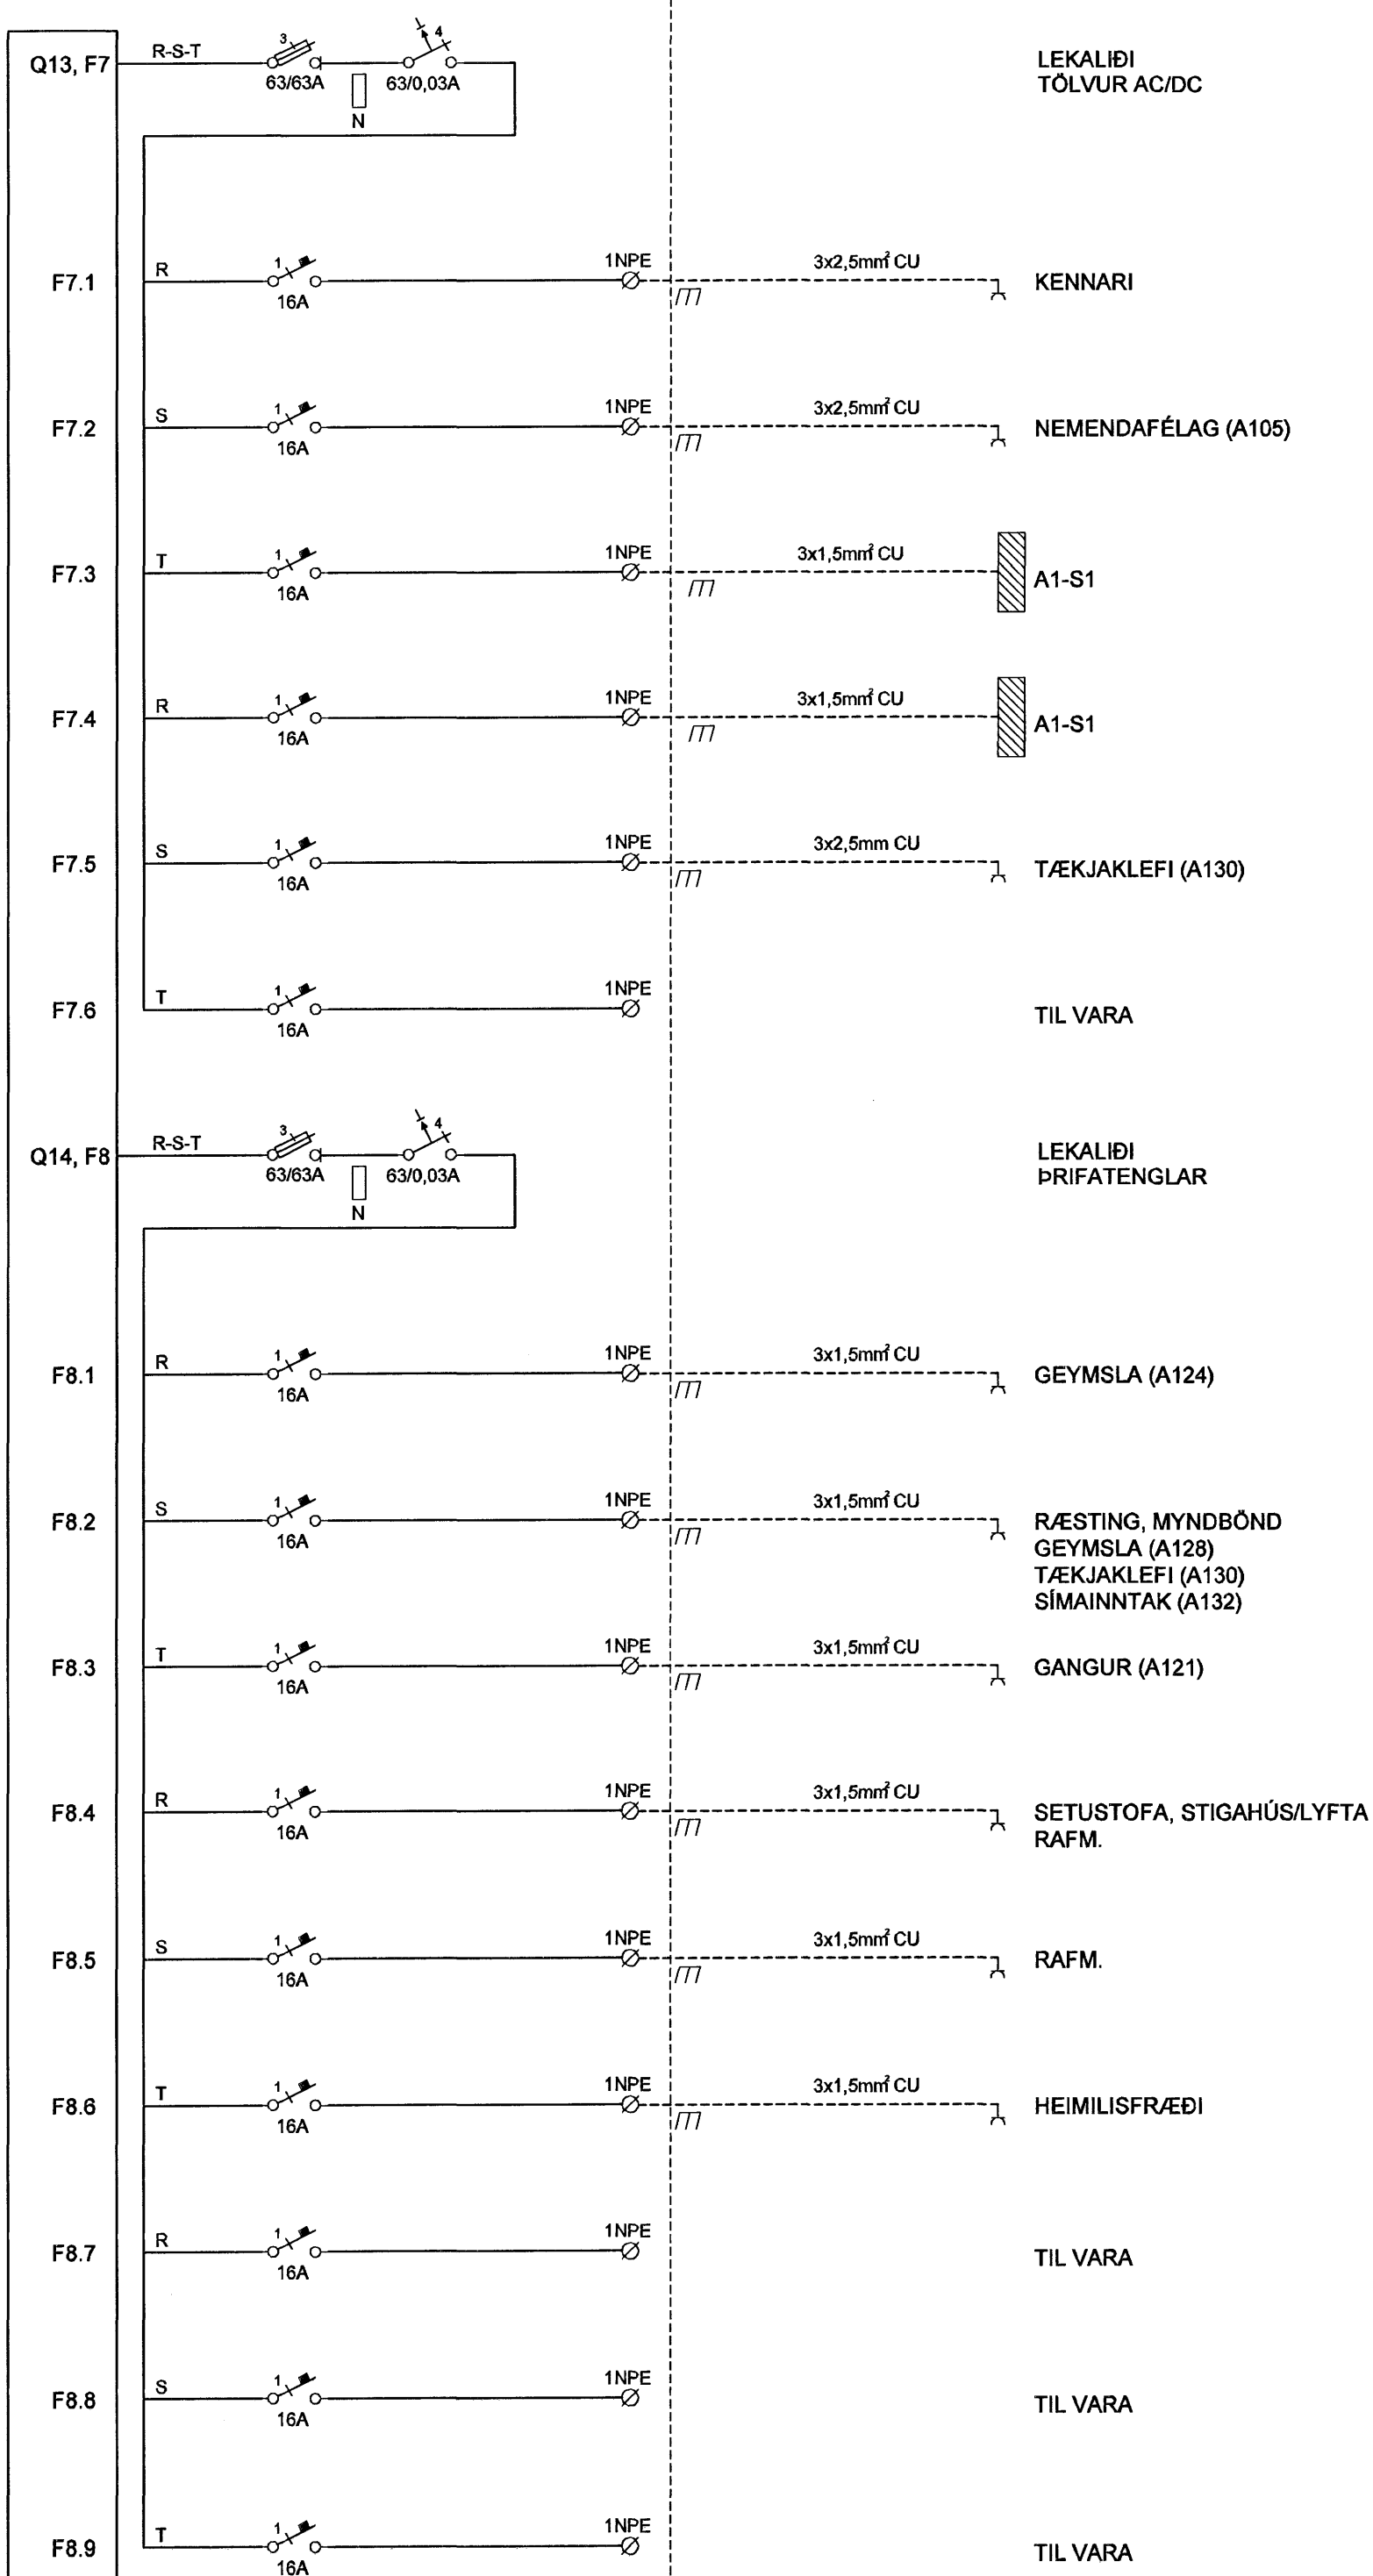 Q13, F7 R-S-T 3 63/63A N 4 63/0,03A LEKALIÐI
TÖLVUR AC/DC
F7.1 R 1 16A 1NPE 3x2,5mm² CU KENNARI
F7.2 S 1 16A 1NPE 3x2,5mm² CU NEMENDAFÉLAG (A105)
F7.3 T 1 16A 1NPE 3x1,5mm² CU A1-S1
F7.4 R 1 16A 1NPE 3x1,5mm² CU A1-S1
F7.5 S 1 16A 1NPE 3x2,5mm CU TÆKJAKLEFI (A130)
F7.6 T 1 16A 1NPE TIL VARA
Q14, F8 R-S-T 3 63/63A N 4 63/0,03A LEKALIÐI
ÞRIFATENGLAR
F8.1 R 1 16A 1NPE 3x1,5mm² CU GEYMSLA (A124)
F8.2 S 1 16A 1NPE 3x1,5mm² CU RÆSTING, MYNDBÖND
GEYMSLA (A128)
TÆKJAKLEFI (A130)
SÍMAINNTAK (A132)
F8.3 T 1 16A 1NPE 3x1,5mm² CU GANGUR (A121)
F8.4 R 1 16A 1NPE 3x1,5mm² CU SETUSTOFA, STIGAHÚS/LYFTA
RAFM.
F8.5 S 1 16A 1NPE 3x1,5mm² CU RAFM.
F8.6 T 1 16A 1NPE 3x1,5mm² CU HEIMILISFRÆÐI
F8.7 R 1 16A 1NPE TIL VARA
F8.8 S 1 16A 1NPE TIL VARA
F8.9 T 1 16A 1NPE TIL VARA